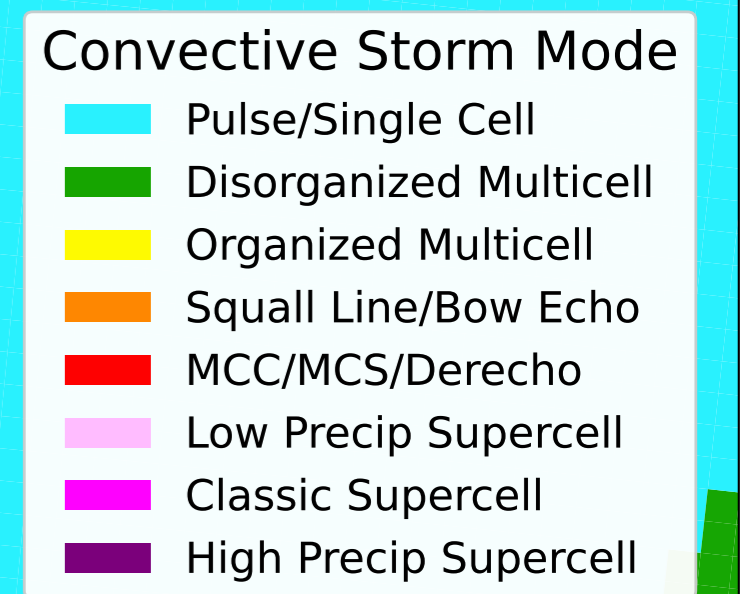 Convective Storm Mode
Pulse/Single Cell
Disorganized Multicell
Organized Multicell
Squall Line/Bow Echo
MCC/MCS/Derecho
Low Precip Supercell
Classic Supercell
High Precip Supercell